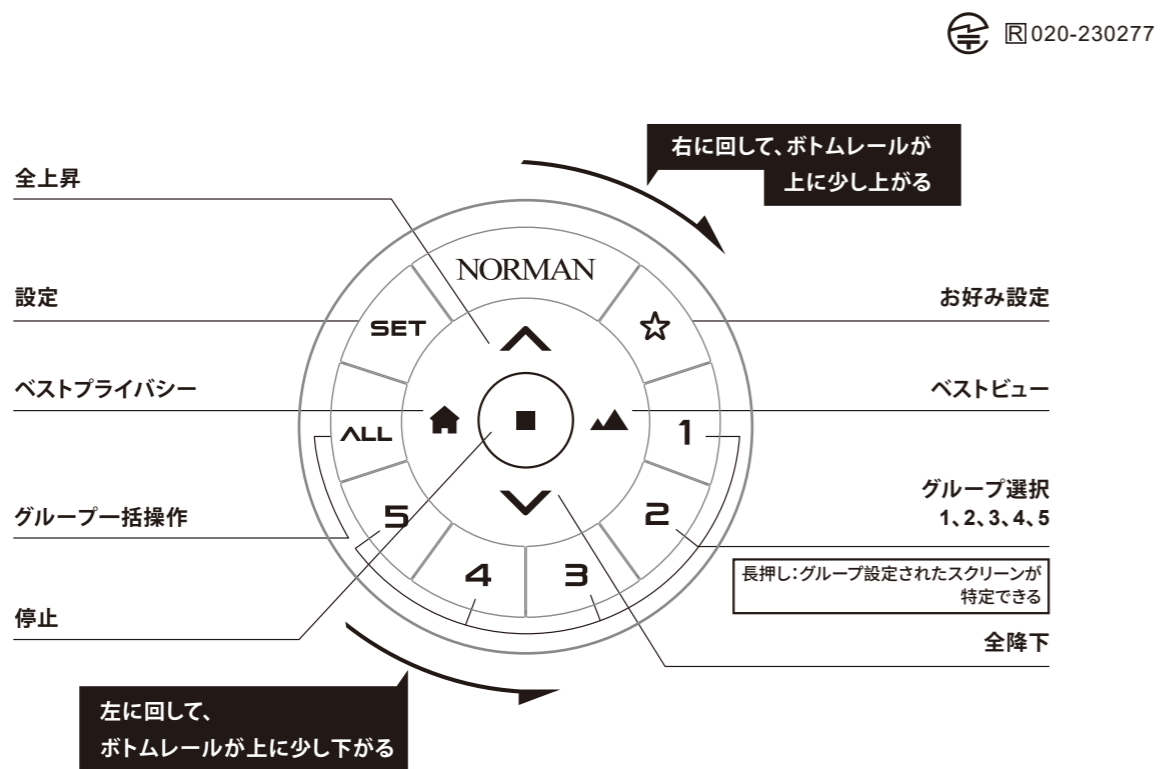 R 020-230277
右に回して、ボトムレールが
上に少し上がる
全上昇
NORMAN
設定
SET
☆
お好み設定
ベストプライバシー
ベストビュー
ALL
1
グループ選択
1、2、3、4、5
グループ一括操作
5
2
4
3
長押し：グループ設定されたスクリーンが
特定できる
停止
全降下
左に回して、
ボトムレールが上に少し下がる